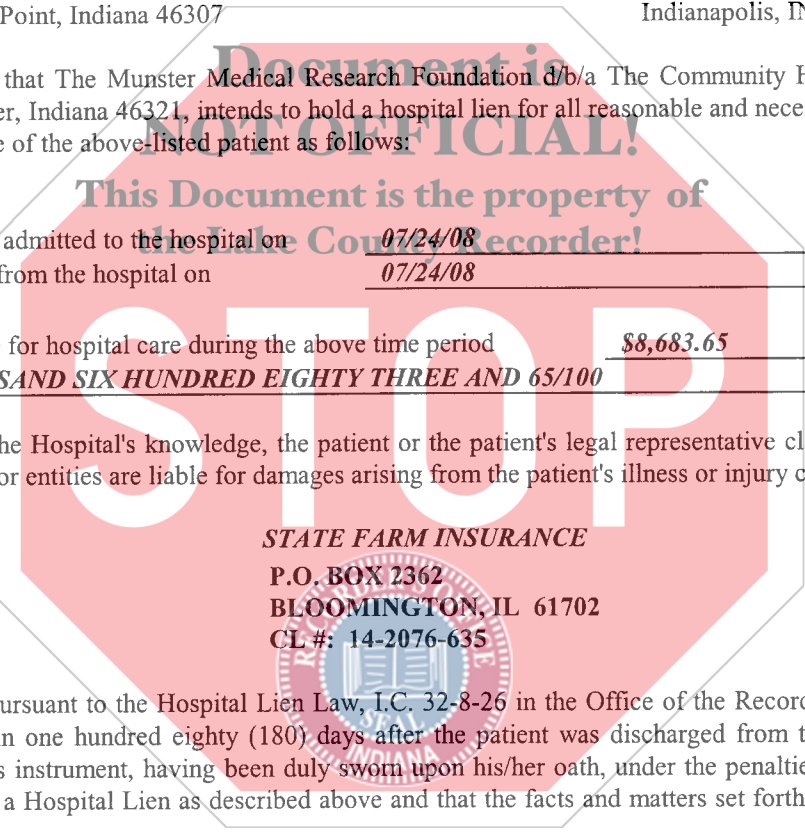 Point, Indiana 46307 Indianapolis, IN
Document is
that The Munster Medical Research Foundation d/b/a The Community H
er, Indiana 46321, intends to hold a hospital lien for all reasonable and nece
NOT OFFICIAL!
e of the above-listed patient as follows:
This Document is the property of
the Lake County Recorder!
admitted to the hospital on 07/24/08
from the hospital on 07/24/08
STOP
for hospital care during the above time period $8,683.65
SAND SIX HUNDRED EIGHTY THREE AND 65/100
he Hospital's knowledge, the patient or the patient's legal representative cl
or entities are liable for damages arising from the patient's illness or injury c
STATE FARM INSURANCE
P.O. BOX 2362
BLOOMINGTON, IL 61702
CL #: 14-2076-635
RECORDER'S OFFICE
SEAL
INDIANA
ursuant to the Hospital Lien Law, I.C. 32-8-26 in the Office of the Record
in one hundred eighty (180) days after the patient was discharged from t
s instrument, having been duly sworn upon his/her oath, under the penaltie
a Hospital Lien as described above and that the facts and matters set forth